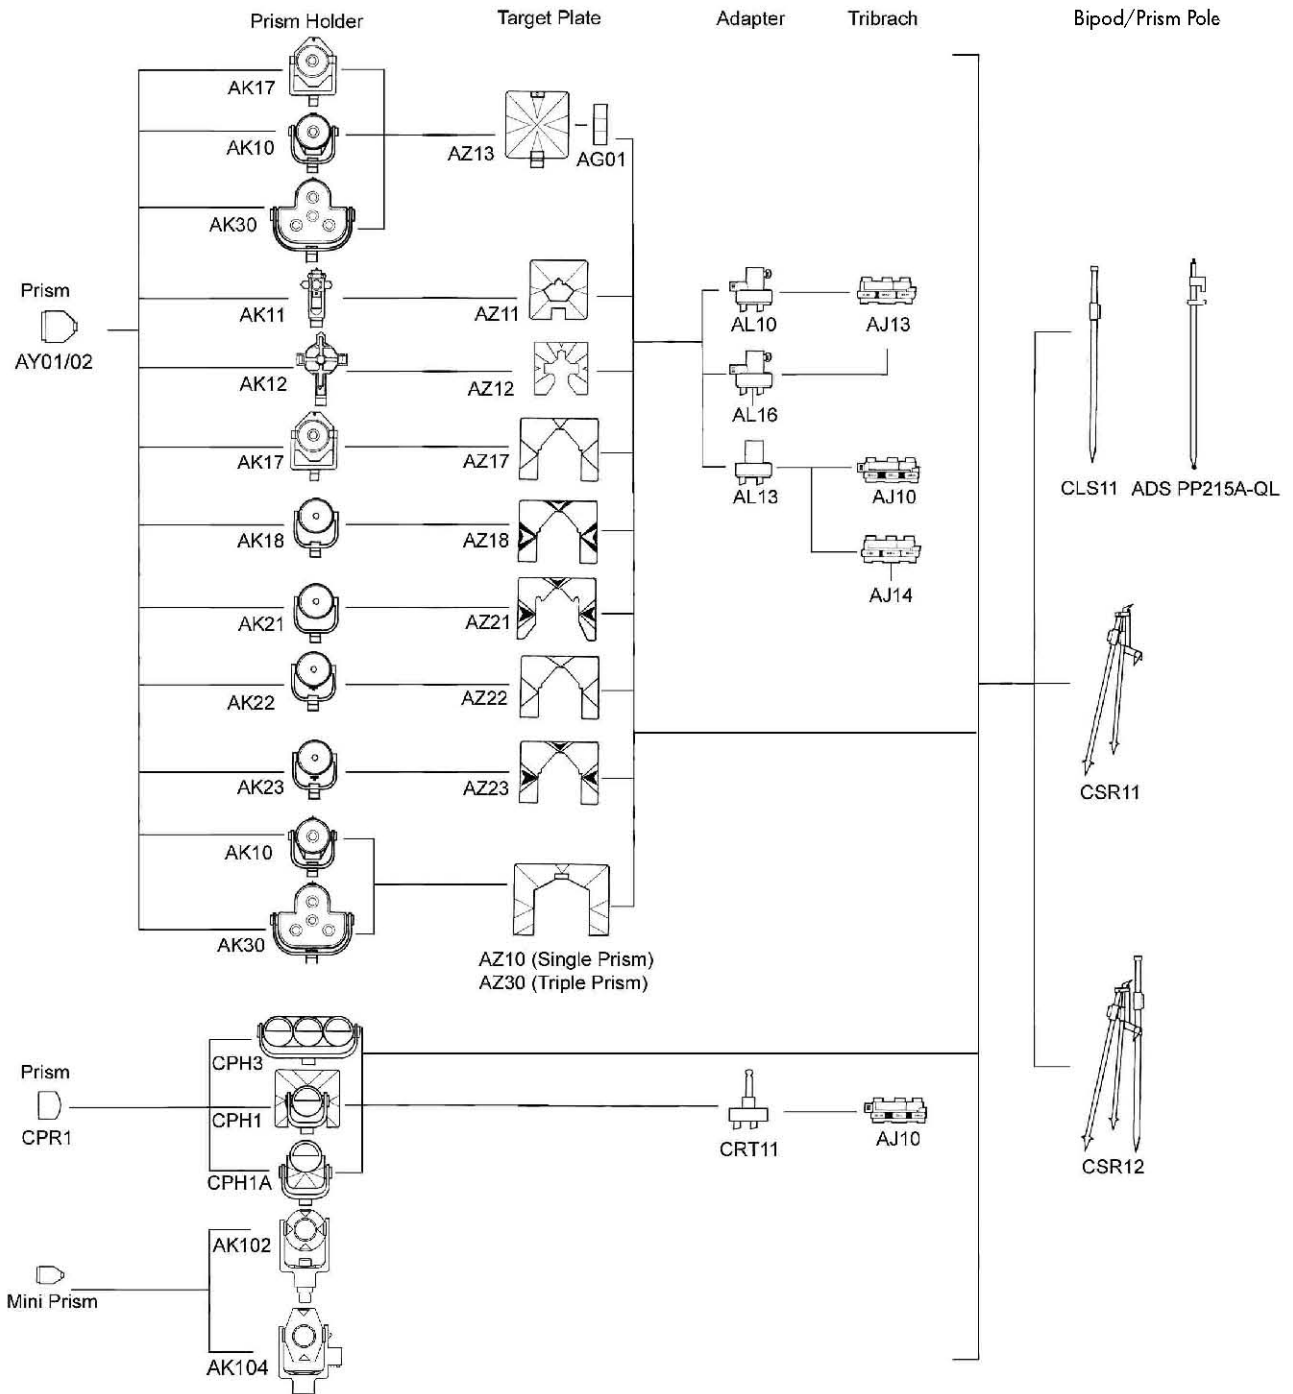 Prism Holder
Target Plate
Adapter
Tribrach
Bipod/Prism Pole
AK17
AK10
AZ13
AG01
AK30
Prism
AY01/02
AK11
AZ11
AL10
AJ13
AK12
AZ12
AL16
AK17
AZ17
AL13
AJ10
CLS11
ADS PP215A-QL
AK18
AZ18
AJ14
AK21
AZ21
AK22
AZ22
AK23
AZ23
CSR11
AK10
AK30
AZ10 (Single Prism)
AZ30 (Triple Prism)
CPH3
Prism
CPR1
CPH1
CRT11
AJ10
CSR12
CPH1A
AK102
Mini Prism
AK104